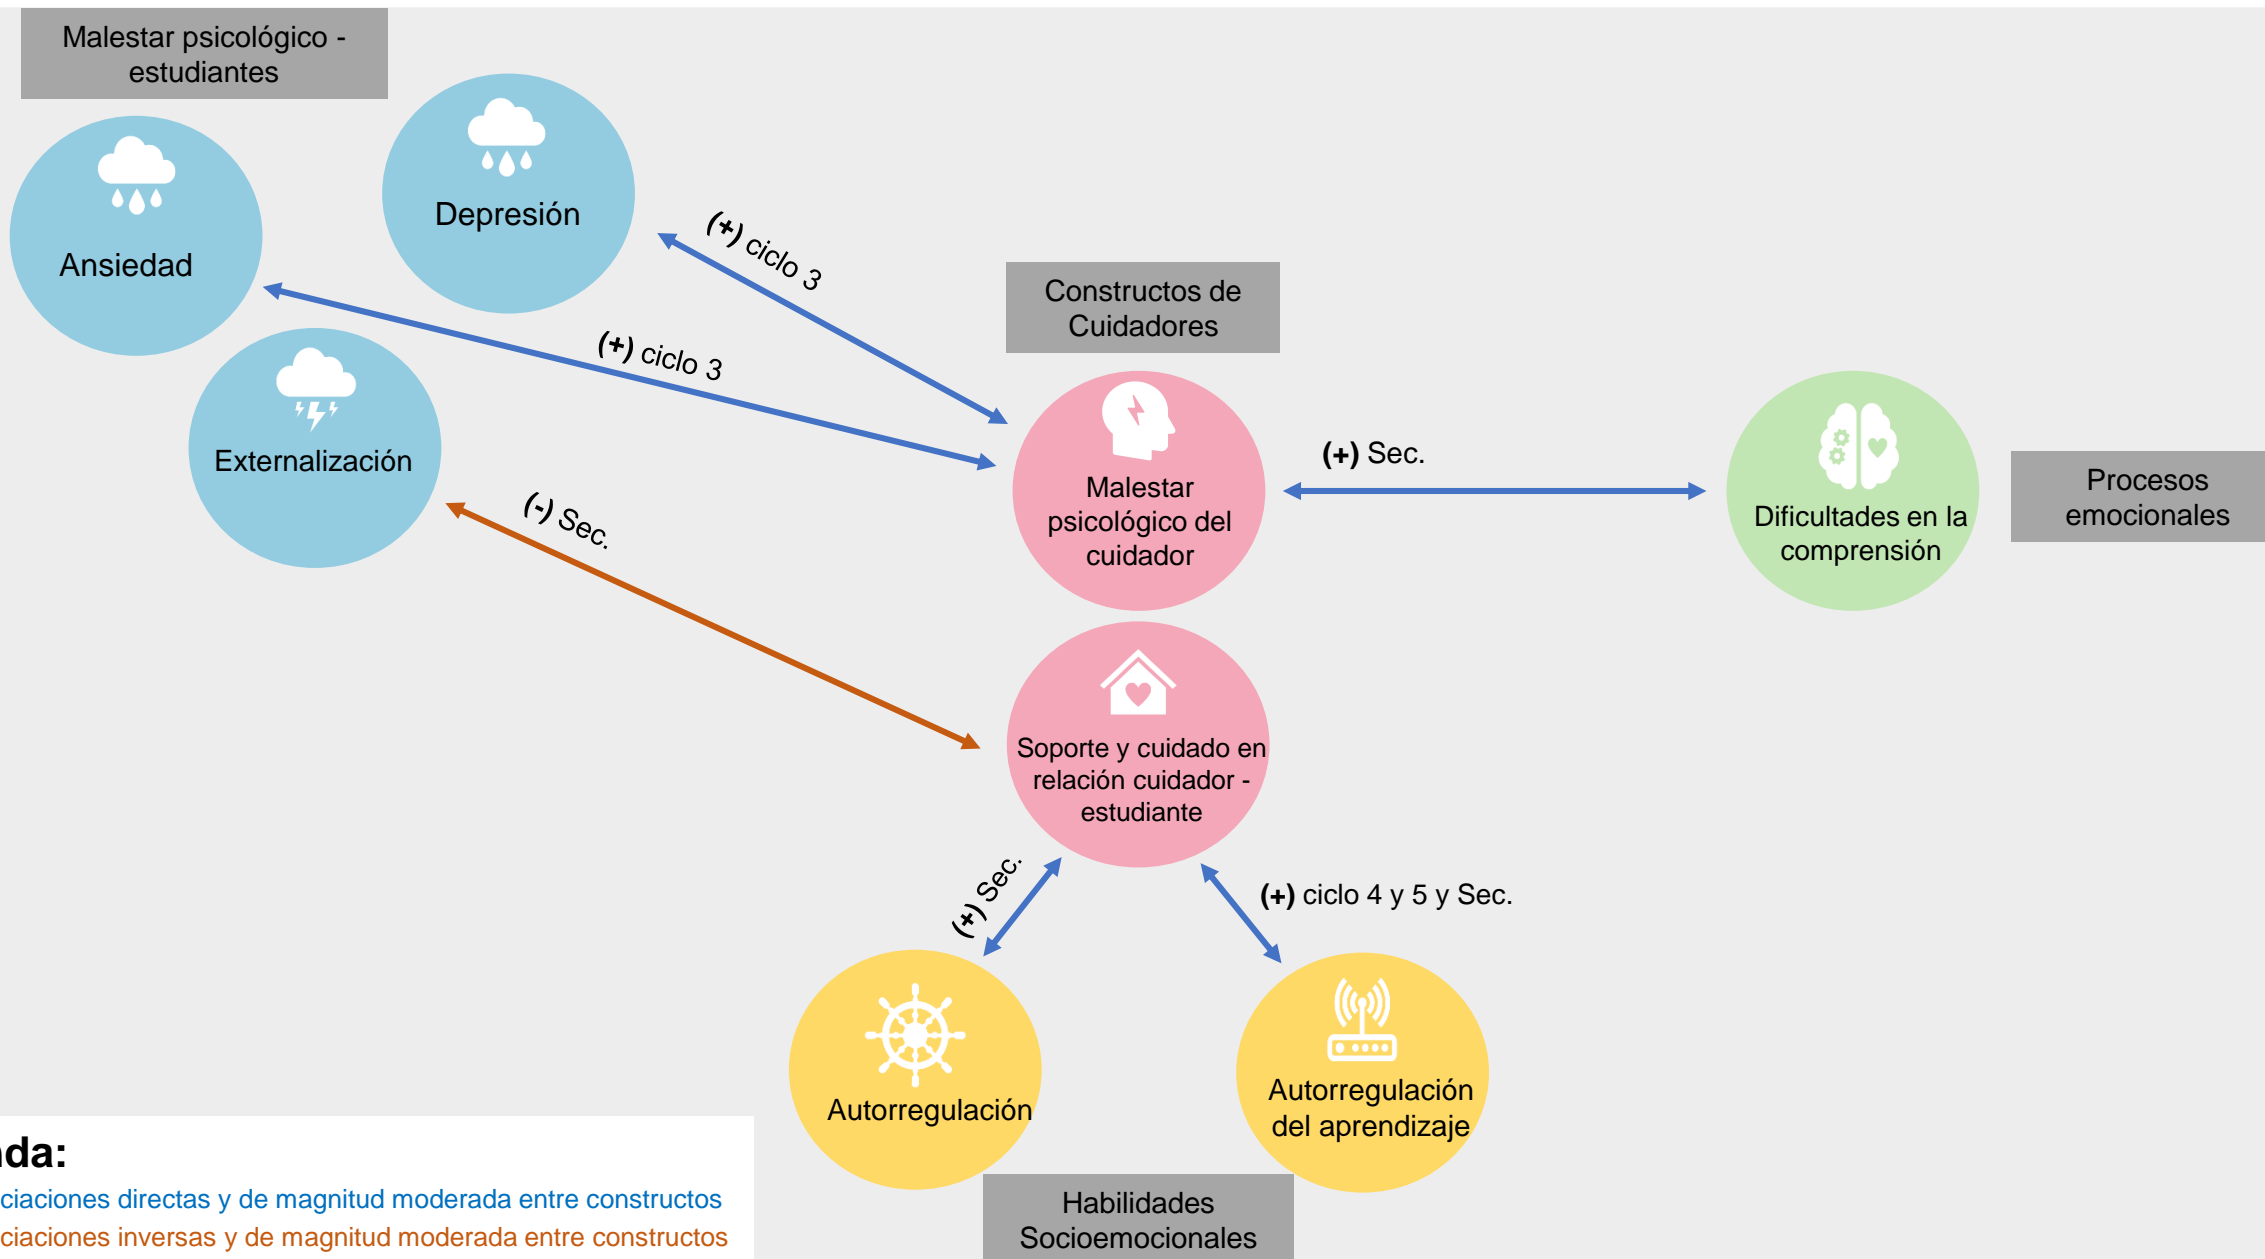 Malestar psicológico -
estudiantes
Depresión
Ansiedad
(+) ciclo 3
(+) ciclo 3
Constructos de
Cuidadores
Externalización
(-) Sec.
Malestar
psicológico del
cuidador
(+) Sec.
Dificultades en la
comprensión
Procesos
emocionales
Soporte y cuidado en
relación cuidador -
estudiante
(+) Sec.
(+) ciclo 4 y 5 y Sec.
Autorregulación
Autorregulación
del aprendizaje
Habilidades
Socioemocionales
nda:
ciaciones directas y de magnitud moderada entre constructos
ciaciones inversas y de magnitud moderada entre constructos